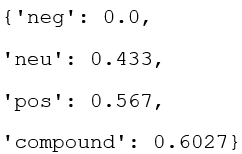 {'neg': 0.0,
'neu': 0.433,
'pos': 0.567,
'compound': 0.6027}